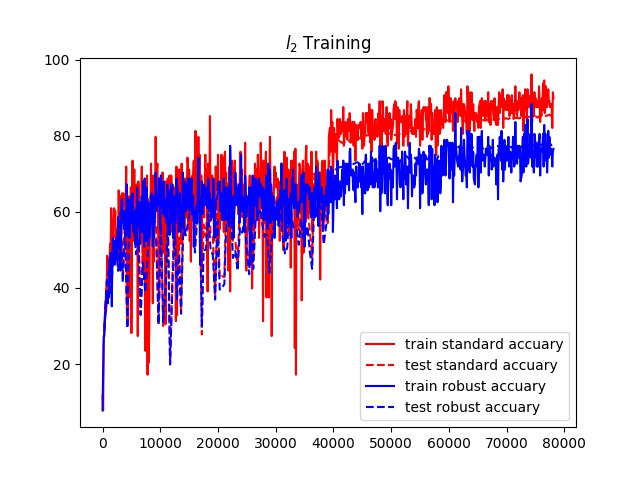 l₂ Training
100
80
60
40
20
train standard accuary
test standard accuary
train robust accuary
test robust accuary
0 10000 20000 30000 40000 50000 60000 70000 80000